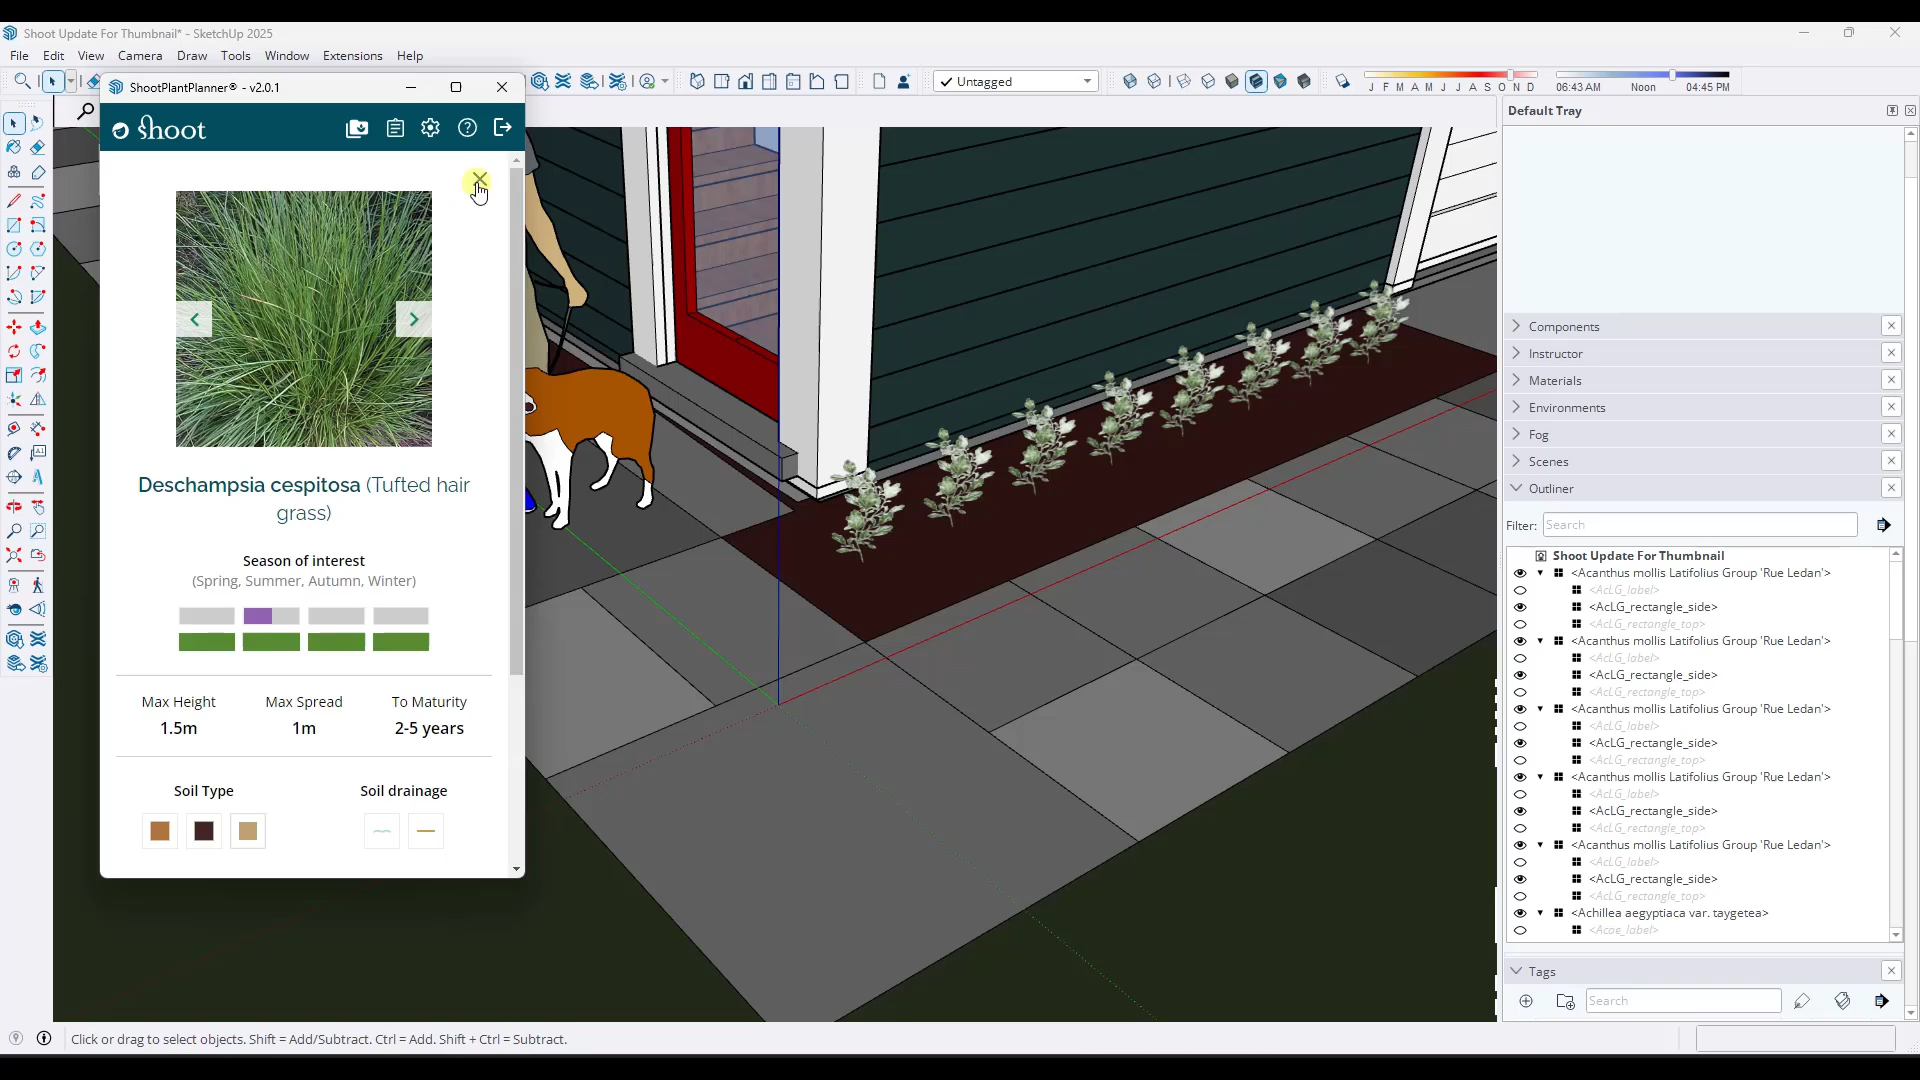 Shoot Update For Thumbnail* - SketchUp 2025
File Edit View Camera Draw Tools Window Extensions Help
Untagged
J F M A M J J A S O N D
06:43 AM Noon 04:45 PM
ShootPlantPlanner® - v2.0.1
Shoot
Deschampsia cespitosa (Tufted hair
grass)
Season of interest
(Spring, Summer, Autumn, Winter)
Max Height Max Spread To Maturity
1.5m 1m 2-5 years
Soil Type Soil drainage
Default Tray
Components
Instructor
Materials
Environments
Fog
Scenes
Outliner
Filter: Search
Shoot Update For Thumbnail
<Acanthus mollis Latifolius Group 'Rue Ledan'>
<AcLG_label>
<AcLG_rectangle_side>
<AcLG_rectangle_top>
<Acanthus mollis Latifolius Group 'Rue Ledan'>
<AcLG_label>
<AcLG_rectangle_side>
<AcLG_rectangle_top>
<Acanthus mollis Latifolius Group 'Rue Ledan'>
<AcLG_label>
<AcLG_rectangle_side>
<AcLG_rectangle_top>
<Acanthus mollis Latifolius Group 'Rue Ledan'>
<AcLG_label>
<AcLG_rectangle_side>
<AcLG_rectangle_top>
<Acanthus mollis Latifolius Group 'Rue Ledan'>
<AcLG_label>
<AcLG_rectangle_side>
<AcLG_rectangle_top>
<Achillea aegyptiaca var. taygetea>
<Acae_label>
Tags
Search
Click or drag to select objects. Shift = Add/Subtract. Ctrl = Add. Shift + Ctrl = Subtract.